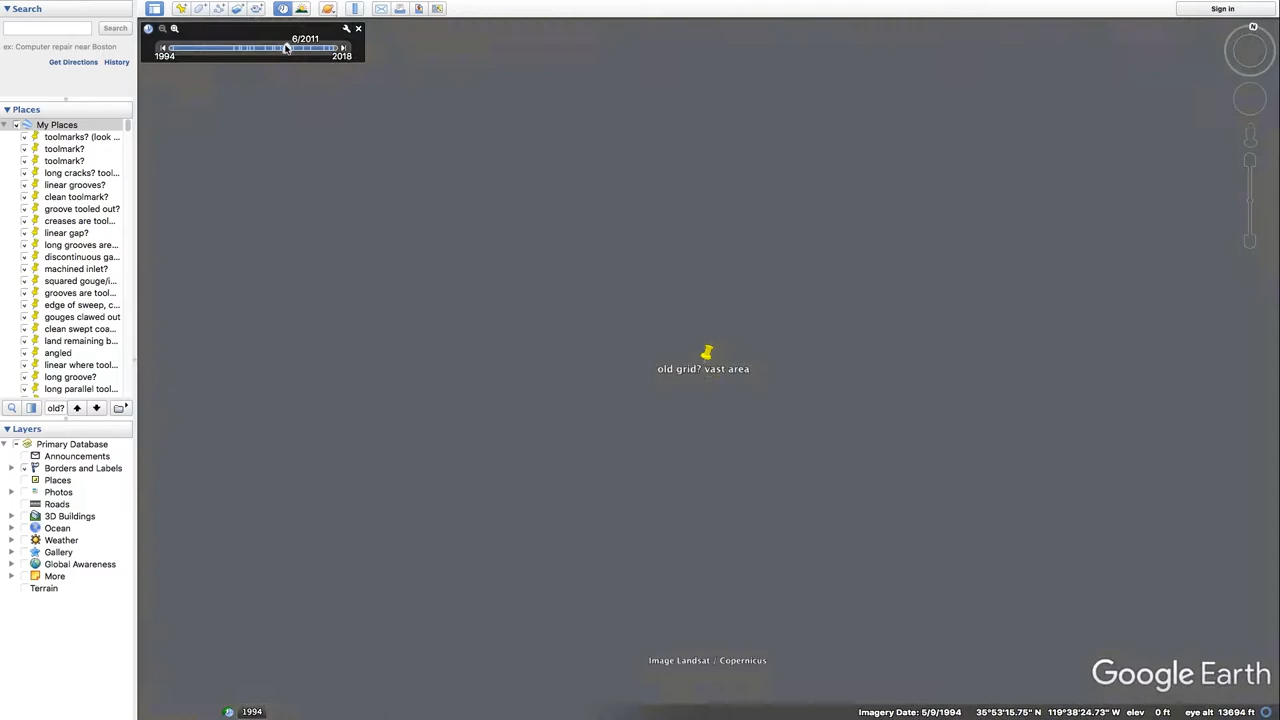 Search
Sign in
Search
ex: Computer repair near Boston
Get Directions History
6/2011
1994 2018
N
Places
My Places
toolmarks? (look ...
toolmark?
toolmark?
long cracks? tool...
linear grooves?
clean toolmark?
groove tooled out?
creases are tool...
linear gap?
long grooves are...
discontinuous ga...
machined inlet?
squared gouge/i...
grooves are tool...
edge of sweep, c...
gouges clawed out
clean swept coa...
land remaining b...
angled
linear where tool...
long groove?
long parallel tool...
old?
old grid? vast area
Layers
Primary Database
Announcements
Borders and Labels
Places
Photos
Roads
3D Buildings
Ocean
Weather
Gallery
Global Awareness
More
Terrain
Image Landsat / Copernicus
Google Earth
1994
Imagery Date: 5/9/1994 35°53'15.75" N 119°38'24.73" W elev 0 ft eye alt 13694 ft